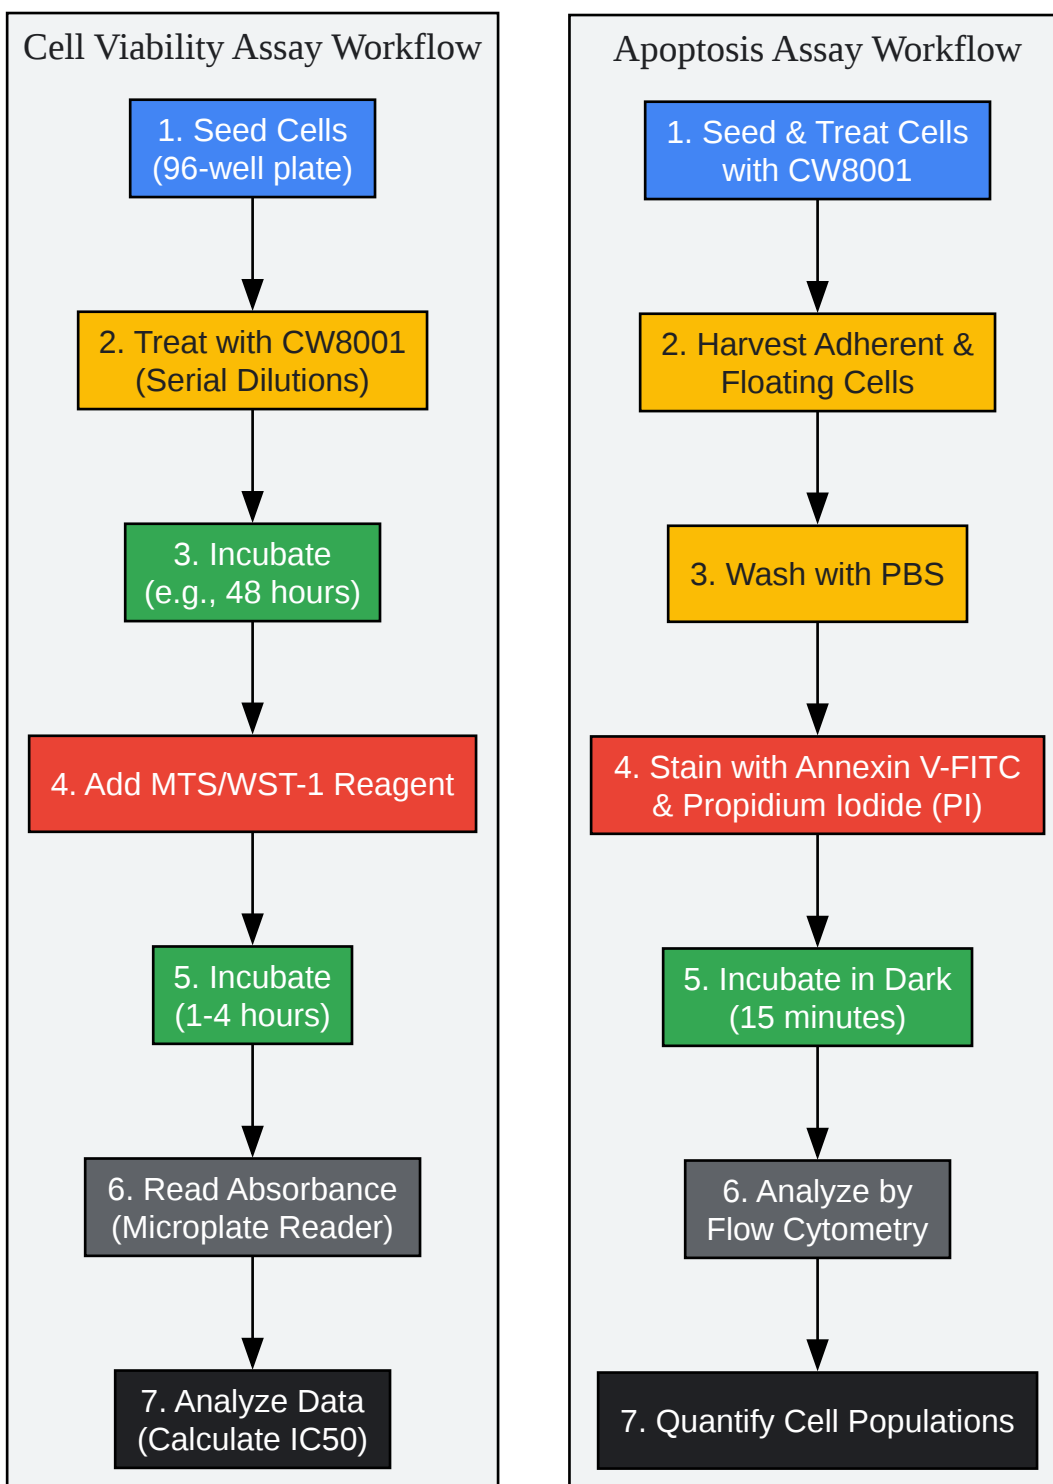 Cell Viability Assay Workflow
1. Seed Cells
(96-well plate)
2. Treat with CW8001
(Serial Dilutions)
3. Incubate
(e.g., 48 hours)
4. Add MTS/WST-1 Reagent
5. Incubate
(1-4 hours)
6. Read Absorbance
(Microplate Reader)
7. Analyze Data
(Calculate IC50)
Apoptosis Assay Workflow
1. Seed & Treat Cells
with CW8001
2. Harvest Adherent &
Floating Cells
3. Wash with PBS
4. Stain with Annexin V-FITC
& Propidium Iodide (PI)
5. Incubate in Dark
(15 minutes)
6. Analyze by
Flow Cytometry
7. Quantify Cell Populations